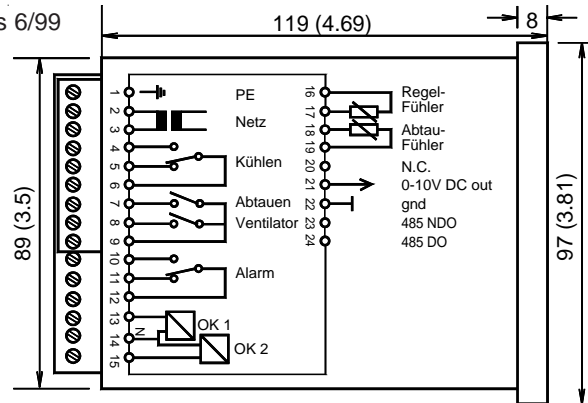 s 6/99
119 (4.69)
8
89 (3.5)
97 (3.81)
1
PE
2
Netz
3
4
5
Kühlen
6
7
Abtauen
8
Ventilator
9
10
11
Alarm
12
13
OK 1
14
N
OK 2
15
16
Regel-
Fühler
17
18
Abtau-
Fühler
19
20
N.C.
21
0-10V DC out
22
gnd
23
485 NDO
24
485 DO